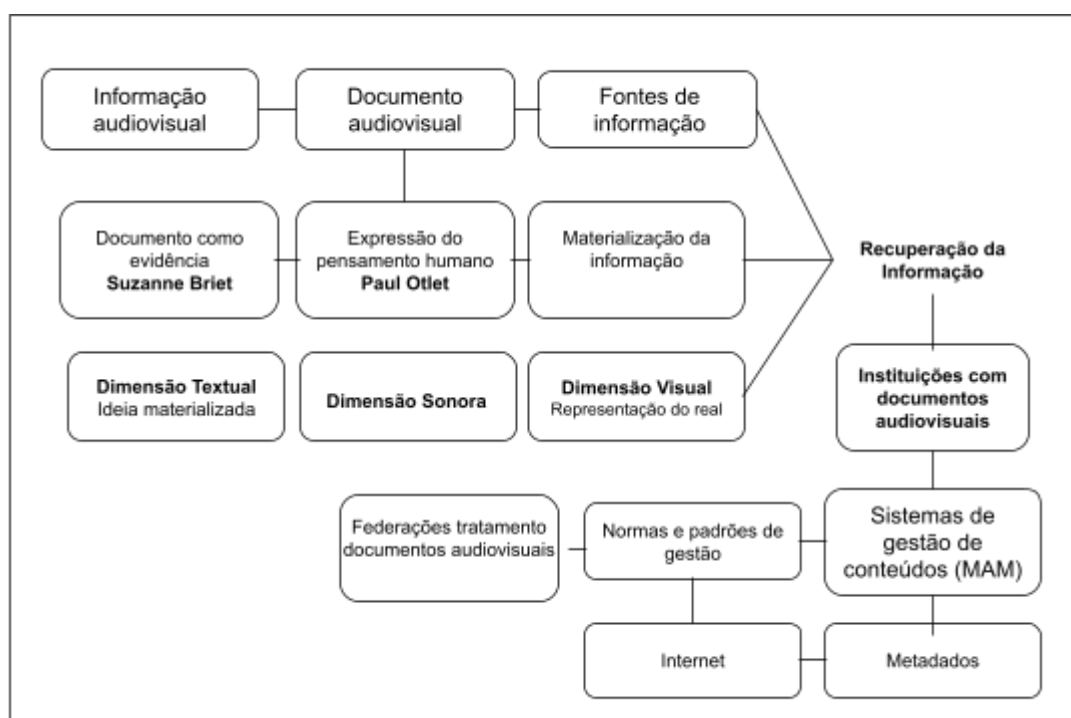 Informação
audiovisual
Documento
audiovisual
Fontes de
informação
Documento como
evidência
Suzanne Briet
Expressão do
pensamento humano
Paul Otlet
Materialização da
informação
Recuperação da
Informação
Dimensão Textual
Ideia materializada
Dimensão Sonora
Dimensão Visual
Representação do real
Instituições com
documentos
audiovisuais
Federações tratamento
documentos audiovisuais
Normas e padrões de
gestão
Sistemas de
gestão de
conteúdos (MAM)
Internet
Metadados